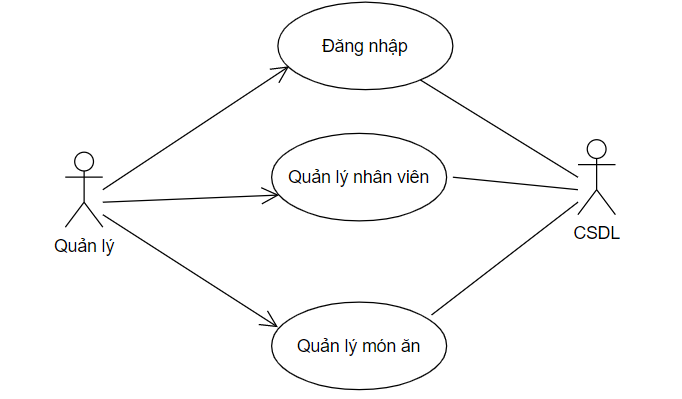 Đăng nhập
Quản lý nhân viên
Quản lý
CSDL
Quản lý món ăn